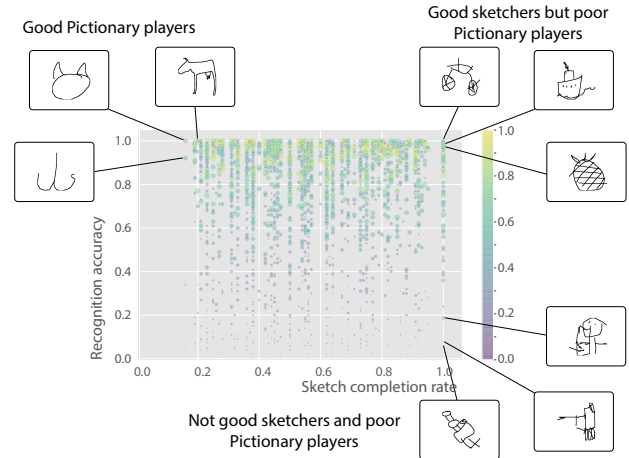 Good Pictionary players
Good sketchers but poor
Pictionary players
1.0
0.8
0.6
0.4
0.2
0.0
Recognition accuracy
0.0
0.2
0.4
0.6
0.8
1.0
Sketch completion rate
1.0
0.8
0.6
0.4
0.2
0.0
Not good sketchers and poor
Pictionary players